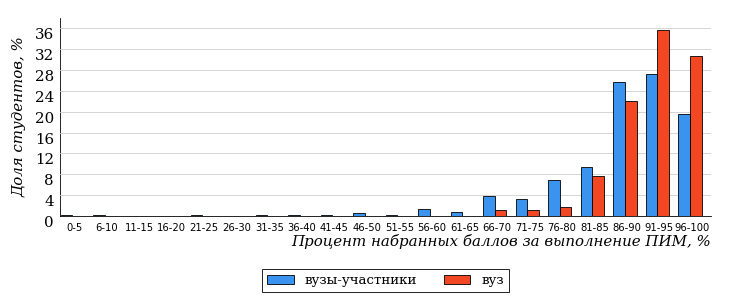 Доля студентов, %
36
32
28
24
20
16
12
8
4
0
0-5 6-10 11-15 16-20 21-25 26-30 31-35 36-40 41-45 46-50 51-55 56-60 61-65 66-70 71-75 76-80 81-85 86-90 91-95 96-100
Процент набранных баллов за выполнение ПИМ, %
вузы-участники вуз